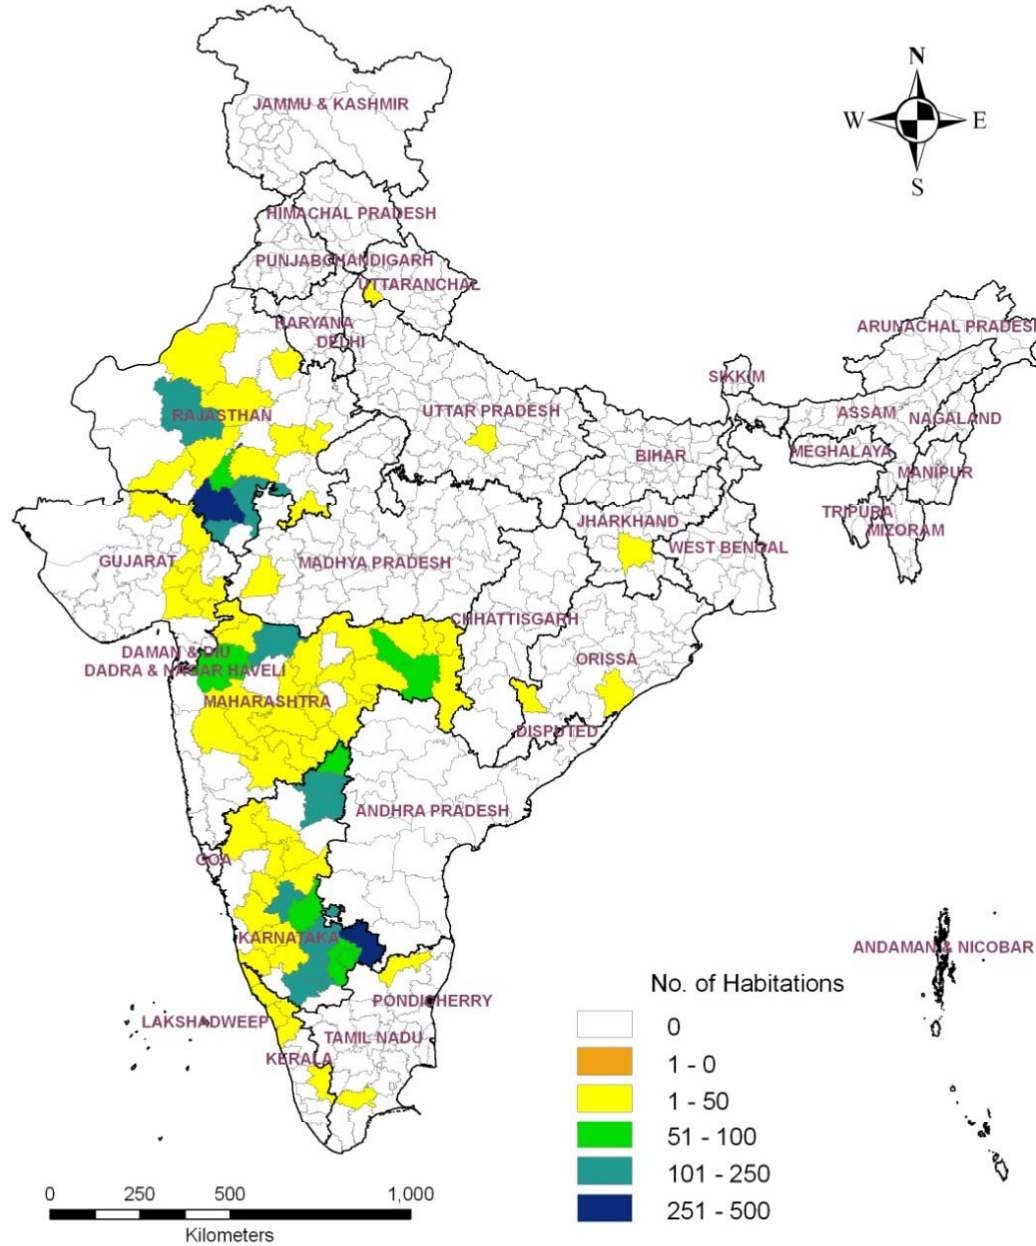 N
W E
S
JAMMU & KASHMIR
HIMACHAL PRADESH
PUNJAB
CHANDIGARH
UTTARANCHAL
HARYANA
DELHI
ARUNACHAL PRADESH
SIKKIM
RAJASTHAN
UTTAR PRADESH
ASSAM
NAGALAND
BIHAR
MEGHALAYA
MANIPUR
TRIPURA
MIZORAM
JHARKHAND
WEST BENGAL
GUJARAT
MADHYA PRADESH
CHHATTISGARH
ORISSA
DAMAN & DIU
DADRA & NAGAR HAVELI
MAHARASHTRA
DISPUTED
ANDHRA PRADESH
GOA
KARNATAKA
ANDAMAN & NICOBAR
PONDICHERRY
LAKSHADWEEP
TAMIL NADU
KERALA
No. of Habitations
0
1 - 0
1 - 50
51 - 100
101 - 250
251 - 500
0 250 500 1,000
Kilometers